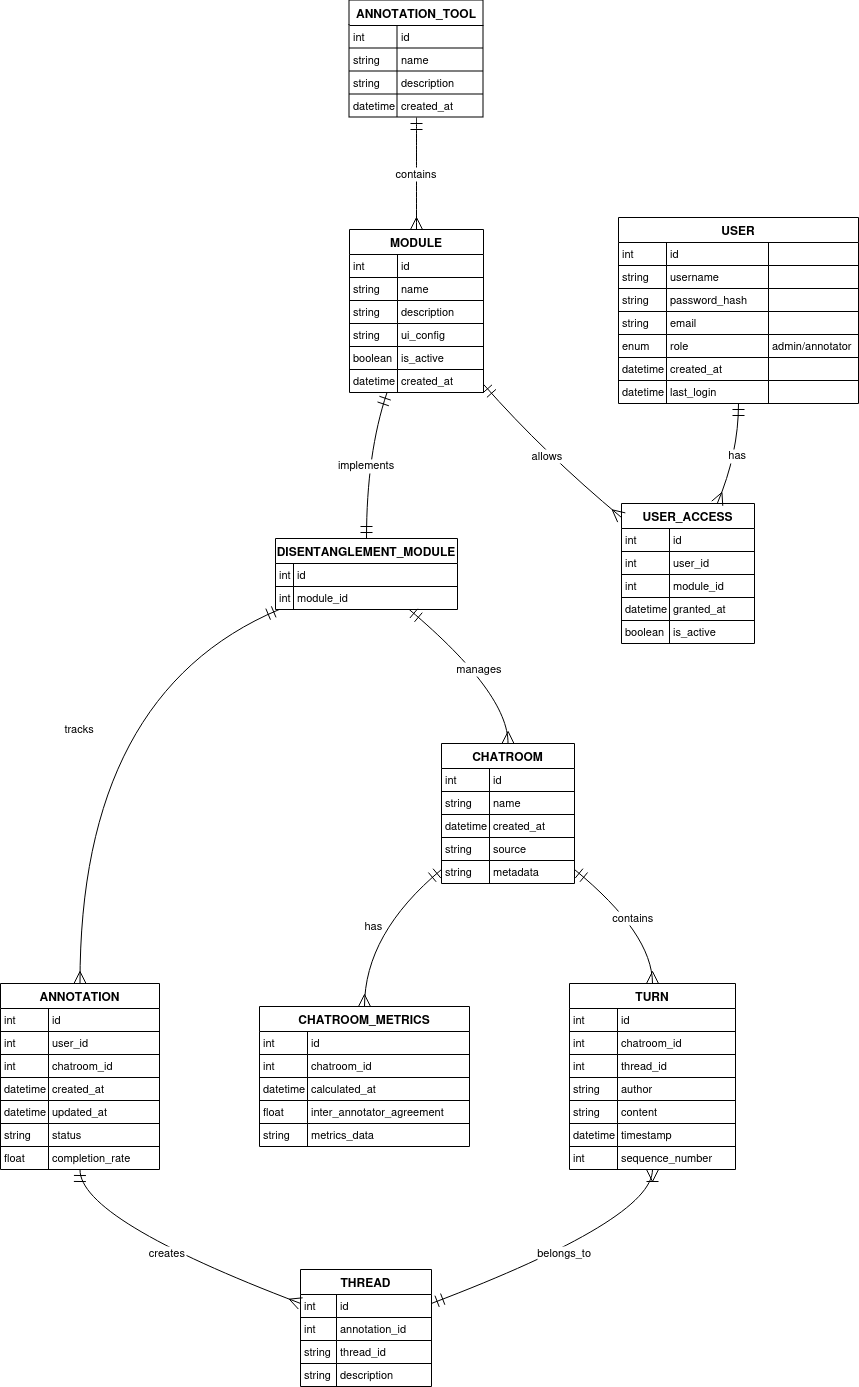 ANNOTATION_TOOL
int id
string name
string description
datetime created_at
contains
MODULE
int id
string name
string description
string ui_config
boolean is_active
datetime created_at
USER
int id
string username
string password_hash
string email
enum role admin/annotator
datetime created_at
datetime last_login
implements
allows
has
DISENTANGLEMENT_MODULE
int id
int module_id
USER_ACCESS
int id
int user_id
int module_id
datetime granted_at
boolean is_active
tracks
manages
CHATROOM
int id
string name
datetime created_at
string source
string metadata
has
contains
ANNOTATION
int id
int user_id
int chatroom_id
datetime created_at
datetime updated_at
string status
float completion_rate
CHATROOM_METRICS
int id
int chatroom_id
datetime calculated_at
float inter_annotator_agreement
string metrics_data
TURN
int id
int chatroom_id
int thread_id
string author
string content
datetime timestamp
int sequence_number
creates
belongs_to
THREAD
int id
int annotation_id
string thread_id
string description